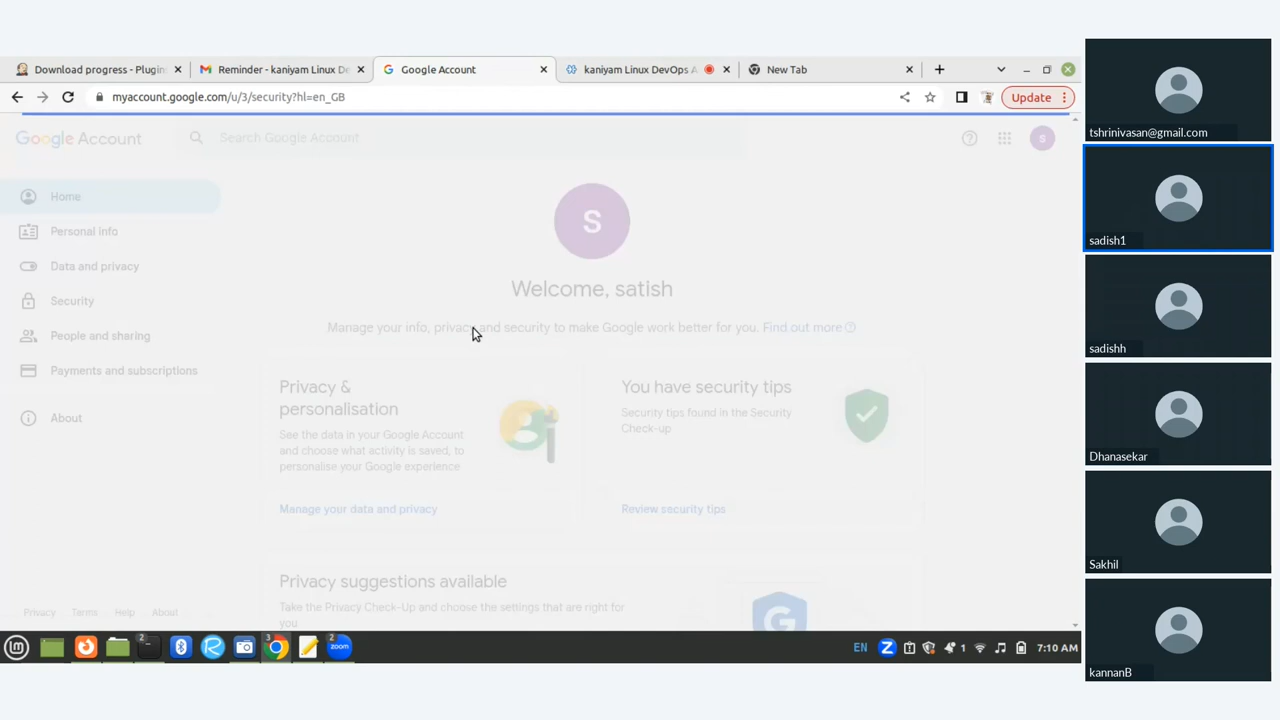 Download progress - Plugin
Reminder - kaniyam Linux De
Google Account
kaniyam Linux DevOps A
New Tab
myaccount.google.com/u/3/security?hl=en_GB
Update
Google Account
Search Google Account
S
Home
Personal info
Data and privacy
Security
People and sharing
Payments and subscriptions
About
S
Welcome, satish
Manage your info, privacy and security to make Google work better for you. Find out more
Privacy &
personalisation
See the data in your Google Account
and choose what activity is saved, to
personalise your Google experience
Manage your data and privacy
You have security tips
Security tips found in the Security
Check-up
Review security tips
Privacy suggestions available
Take the Privacy Check-Up and choose the settings that are right for
you
G
Privacy
Terms
Help
About
2
3
2
zoom
EN
Z
1
7:10 AM
tshrinivasan@gmail.com
sadish1
sadishh
Dhanasekar
Sakhil
kannanB